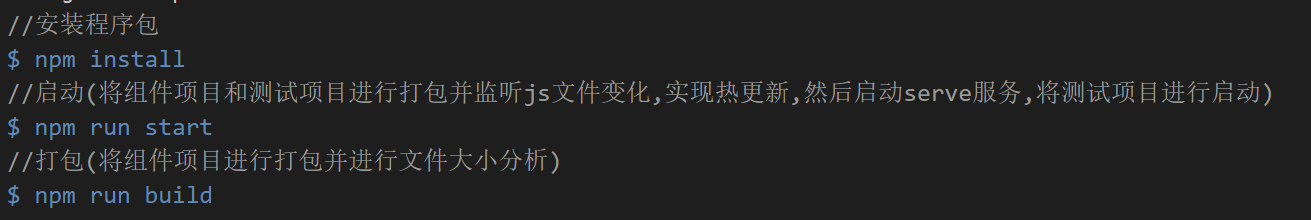 //安装程序包
$ npm install
//启动(将组件项目和测试项目进行打包并监听js文件变化,实现热更新,然后启动serve服务,将测试项目进行启动)
$ npm run start
//打包(将组件项目进行打包并进行文件大小分析)
$ npm run build